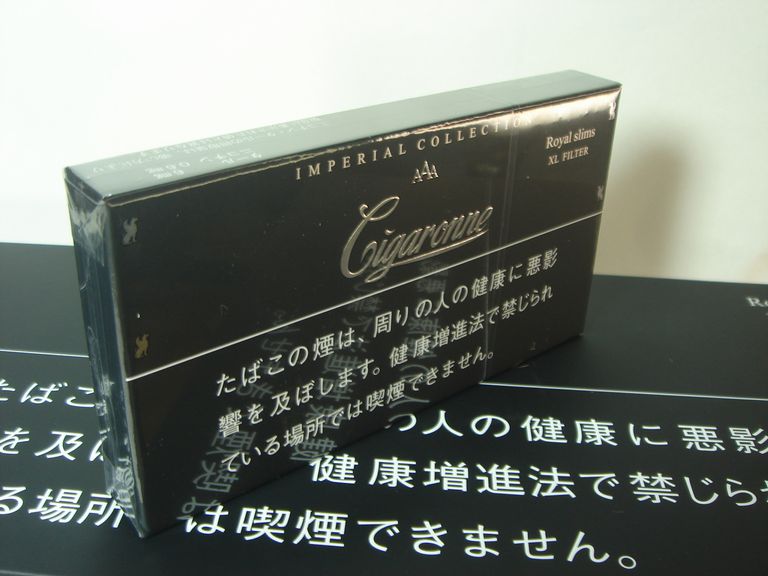 IMPERIAL COLLECTION
AAA
Royal slims
XL FILTER
Cigaronne
たばこの煙は、周りの人の健康に悪影
響を及ぼします。健康増進法で禁じられ
ている場所では喫煙できません。
たばこ
の人の健康に悪影
を及
健康増進法で禁じられ
いる場所
は喫煙できません。